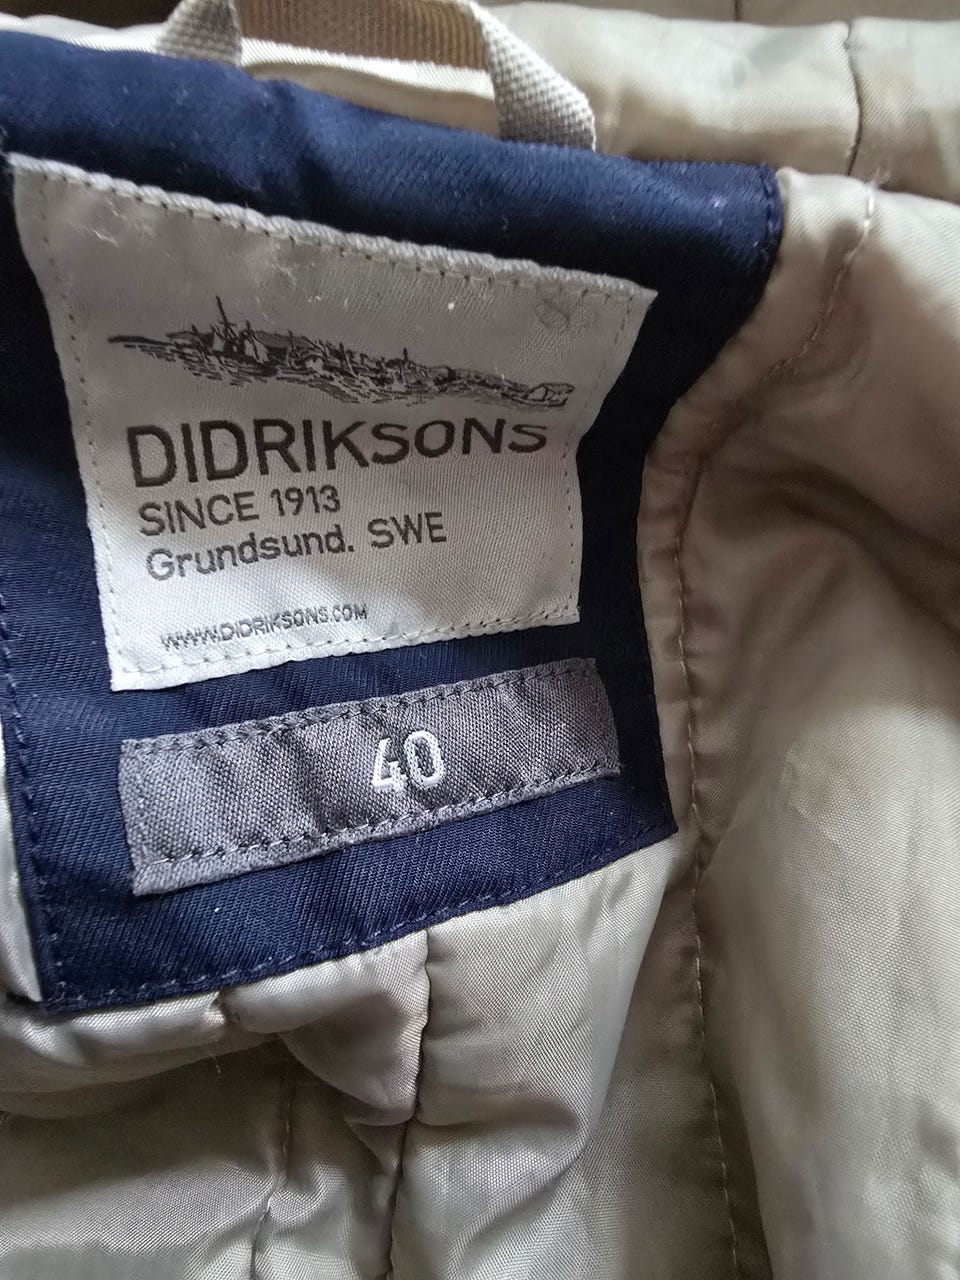 DIDRIKSONS
SINCE 1913
Grundsund. SWE
WWW.DIDRIKSONS.COM
40